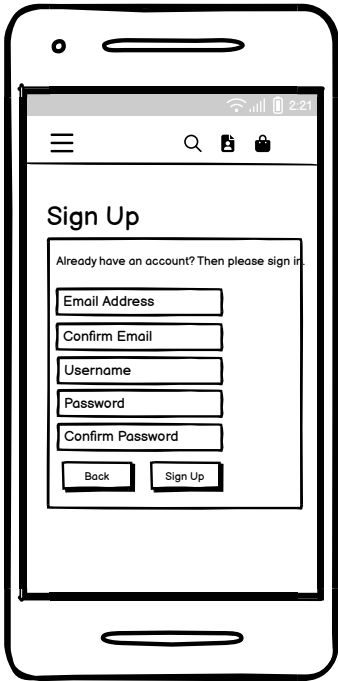 2:21
Sign Up
Already have an account? Then please sign in.
Email Address
Confirm Email
Username
Password
Confirm Password
Back Sign Up